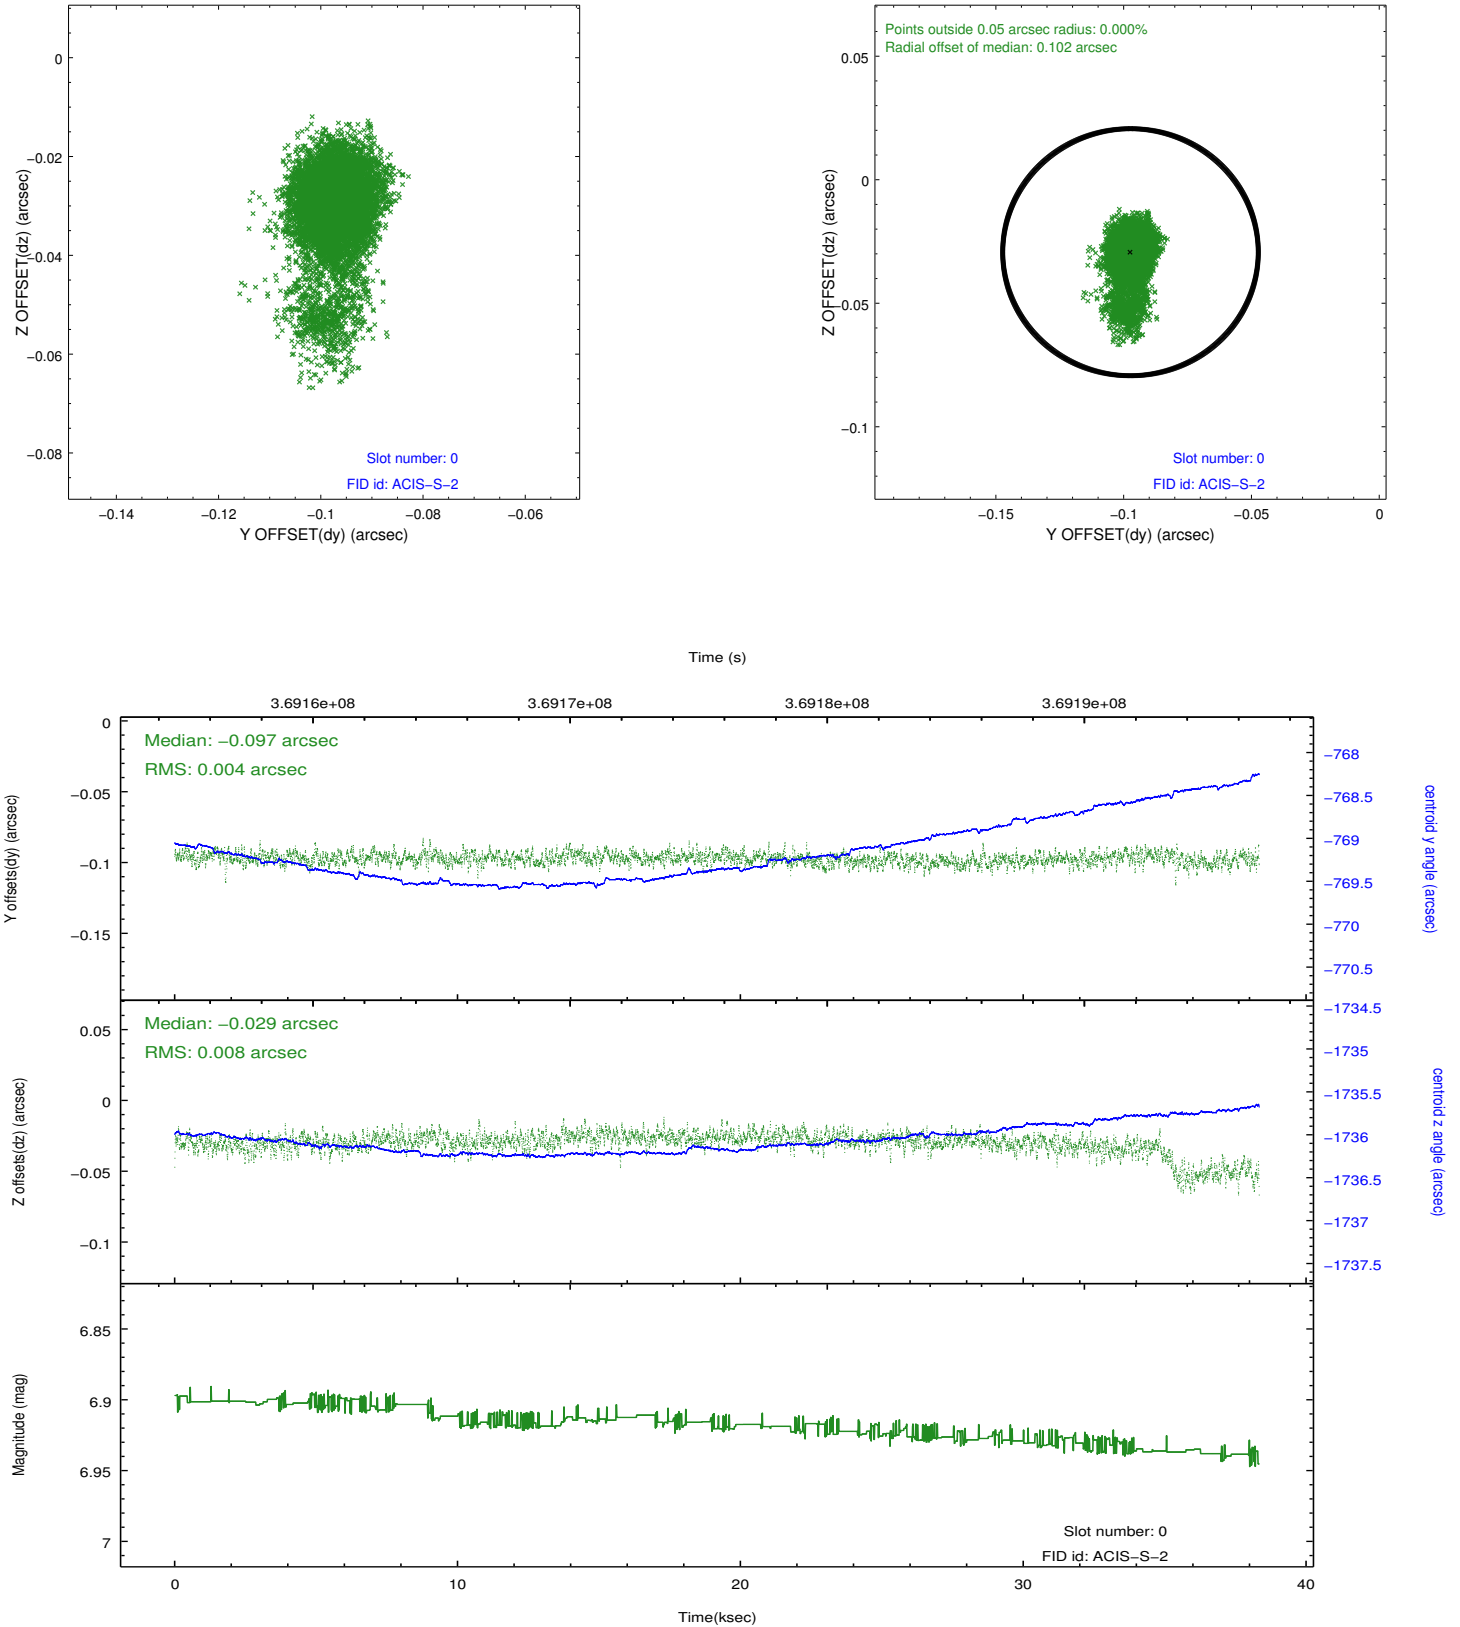 0
−0.02
−0.04
−0.06
−0.08
Z OFFSET(dz) (arcsec)
Slot number: 0
FID id: ACIS−S−2
−0.14
−0.12
−0.1
−0.08
−0.06
Y OFFSET(dy) (arcsec)
Points outside 0.05 arcsec radius: 0.000%
Radial offset of median: 0.102 arcsec
0.05
0
−0.05
−0.1
Z OFFSET(dz) (arcsec)
Slot number: 0
FID id: ACIS−S−2
−0.15
−0.1
−0.05
0
Y OFFSET(dy) (arcsec)
Time (s)
3.6916e+08
3.6917e+08
3.6918e+08
3.6919e+08
Median: −0.097 arcsec
RMS: 0.004 arcsec
0
−0.05
−0.1
−0.15
Y offsets(dy) (arcsec)
−768
−768.5
−769
−769.5
−770
−770.5
centroid y angle (arcsec)
Median: −0.029 arcsec
RMS: 0.008 arcsec
0.05
0
−0.05
−0.1
Z offsets(dz) (arcsec)
−1734.5
−1735
−1735.5
−1736
−1736.5
−1737
−1737.5
centroid z angle (arcsec)
6.85
6.9
6.95
7
Magnitude (mag)
Slot number: 0
FID id: ACIS−S−2
0
10
20
30
40
Time(ksec)